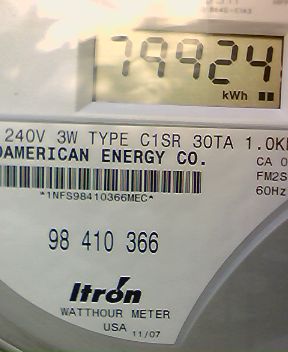 79924
kWh
240V 3W TYPE C1SR 30TA 1.0K
AMERICAN ENERGY CO.
CA 0
FM2S
60Hz
*1NFS98410366MEC*
98 410 366
Itron
WATTHOUR METER
USA 11/07